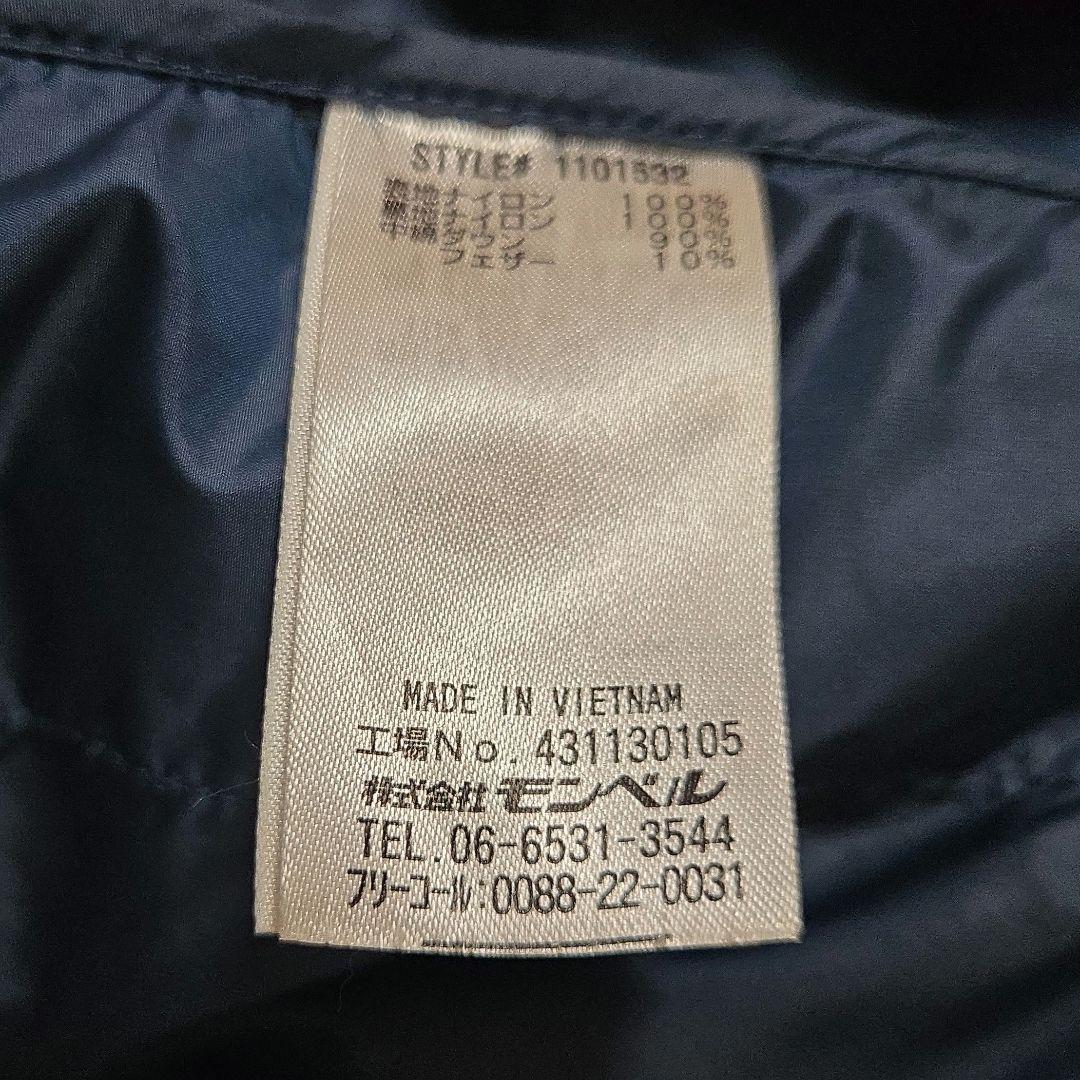 STYLE# 1101532
表地 ナイロン 100%
裏地 ナイロン 100%
中綿 ダウン 90%
フェザー 10%
MADE IN VIETNAM
工場No. 431130105
株式会社モンベル
TEL.06-6531-3544
フリーコール:0088-22-0031